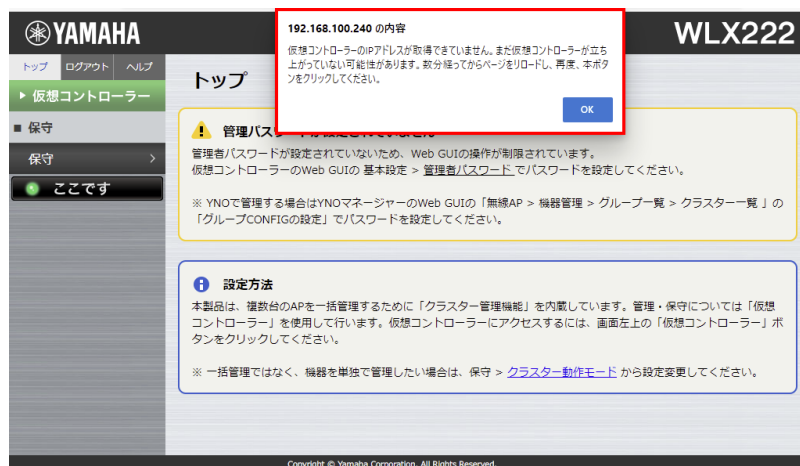 YAMAHA
WLX222
192.168.100.240 の内容
仮想コントローラーのIPアドレスが取得できていません。まだ仮想コントローラーが立ち
上がっていない可能性があります。数分経ってからページをリロードし、再度、本ボタ
ンをクリックしてください。
OK
トップ ログアウト ヘルプ
仮想コントローラー
保守
保守
ここです
トップ
管理パス
管理者パスワードが設定されていないため、Web GUIの操作が制限されています。
仮想コントローラーのWeb GUIの 基本設定 > 管理者パスワード でパスワードを設定してください。
※ YNOで管理する場合はYNOマネージャーのWeb GUIの「無線AP > 機器管理 > グループ一覧 > クラスター一覧 」の
「グループCONFIGの設定」でパスワードを設定してください。
設定方法
本製品は、複数台のAPを一括管理するために「クラスター管理機能」を内蔵しています。管理・保守については「仮想
コントローラー」を使用して行います。仮想コントローラーにアクセスするには、画面左上の「仮想コントローラー」ボ
タンをクリックしてください。
※ 一括管理ではなく、機器を単独で管理したい場合は、保守 > クラスター動作モード から設定変更してください。
Copyright © Yamaha Corporation. All Rights Reserved.